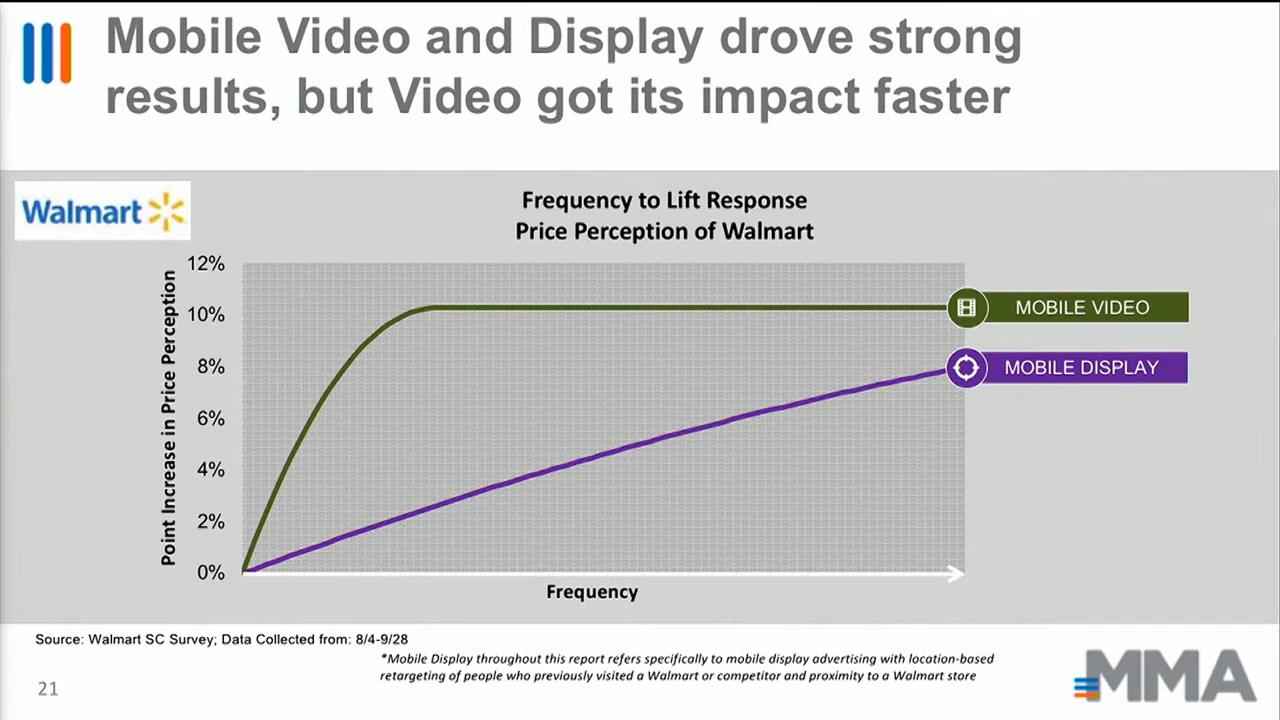 Mobile Video and Display drove strong
results, but Video got its impact faster
Walmart
Frequency to Lift Response
Price Perception of Walmart
Point Increase in Price Perception
12%
10%
8%
6%
4%
2%
0%
MOBILE VIDEO
MOBILE DISPLAY
Frequency
Source: Walmart SC Survey; Data Collected from: 8/4-9/28
*Mobile Display throughout this report refers specifically to mobile display advertising with location-based
retargeting of people who previously visited a Walmart or competitor and proximity to a Walmart store
21
MMA